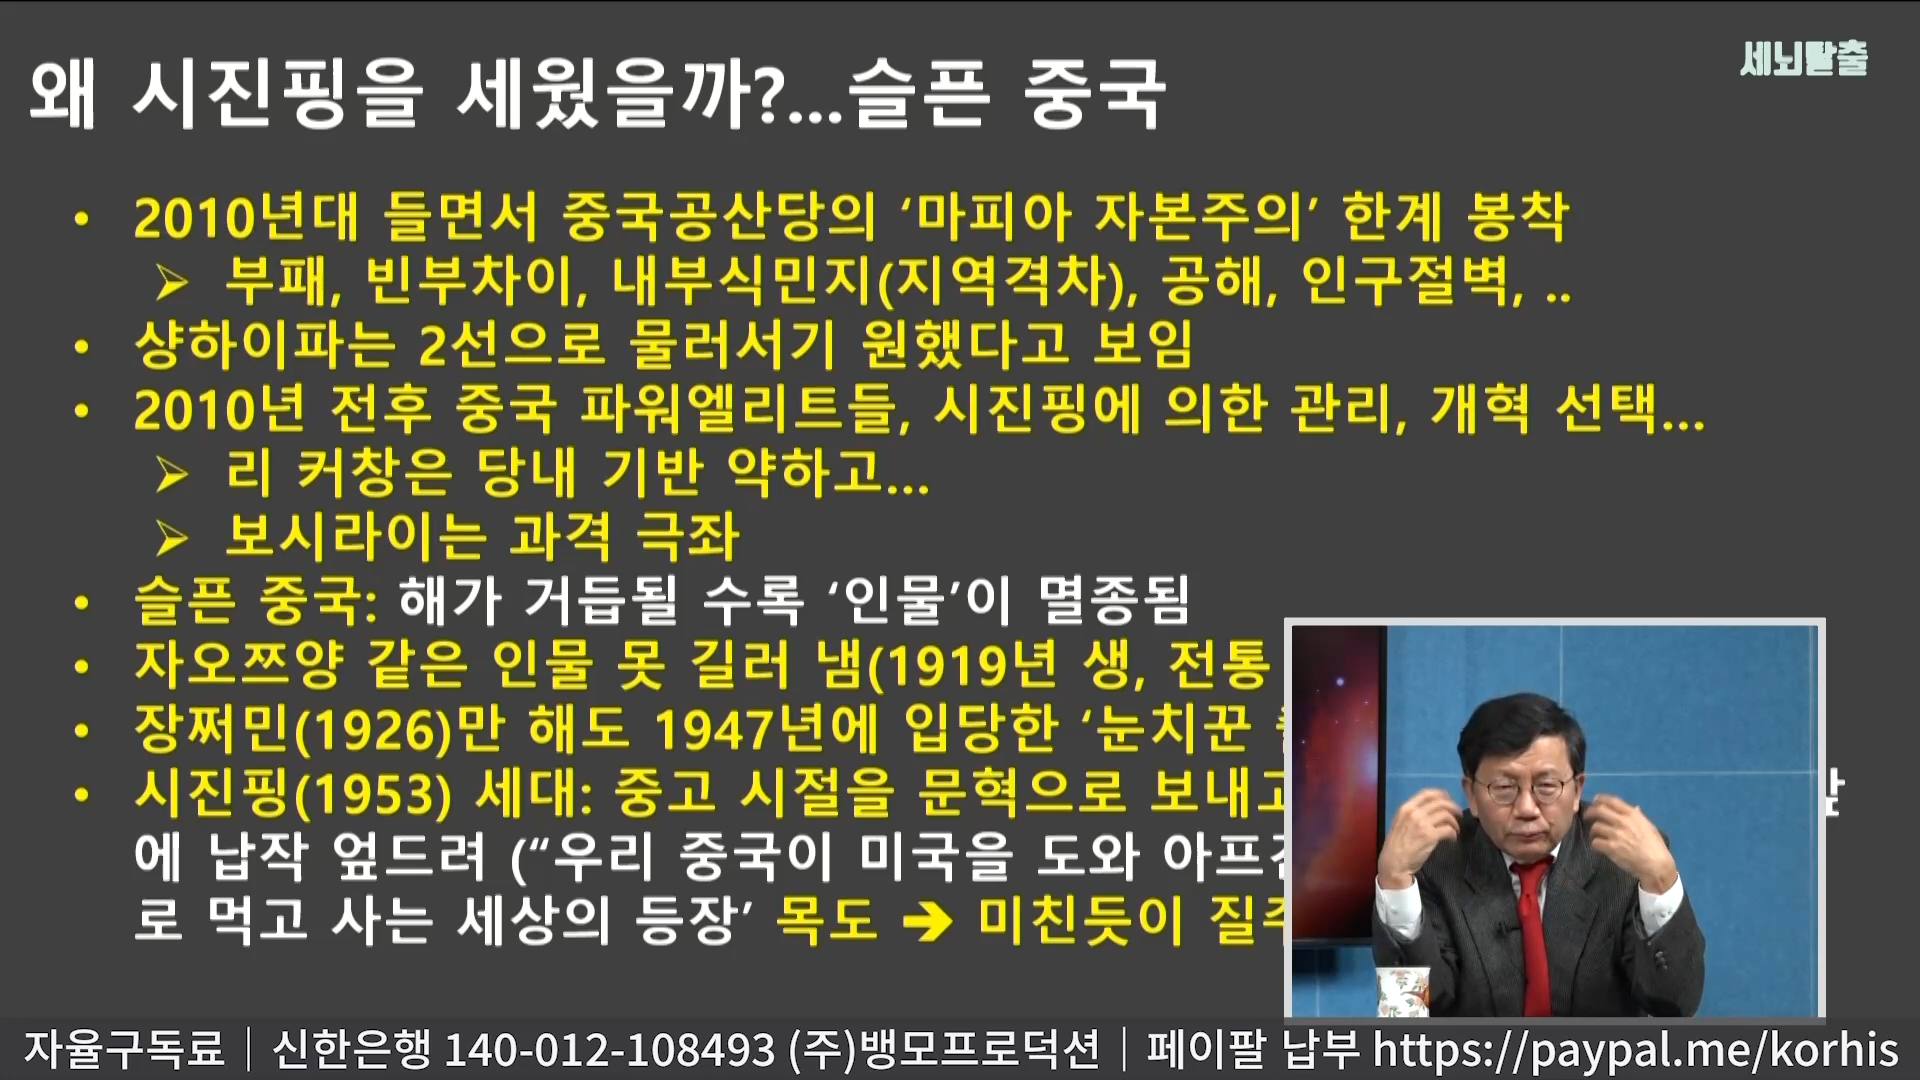 왜 시진핑을 세웠을까?...슬픈 중국
세뇌탈출
• 2010년대 들면서 중국공산당의 ‘마피아 자본주의’ 한계 봉착
➢ 부패, 빈부차이, 내부식민지(지역격차), 공해, 인구절벽, ..
• 샹하이파는 2선으로 물러서기 원했다고 보임
• 2010년 전후 중국 파워엘리트들, 시진핑에 의한 관리, 개혁 선택...
➢ 리 커창은 당내 기반 약하고...
➢ 보시라이는 과격 극좌
• 슬픈 중국: 해가 거듭될 수록 ‘인물’이 멸종됨
• 자오쯔양 같은 인물 못 길러 냄(1919년 생, 전통
• 장쩌민(1926)만 해도 1947년에 입당한 ‘눈치꾼
• 시진핑(1953) 세대: 중고 시절을 문혁으로 보내고
에 납작 엎드려 (“우리 중국이 미국을 도와 아프
로 먹고 사는 세상의 등장’ 목도 ➔ 미친듯이 질주
자율구독료｜신한은행 140-012-108493 (주)뱅모프로덕션｜페이팔 납부 https://paypal.me/korhis